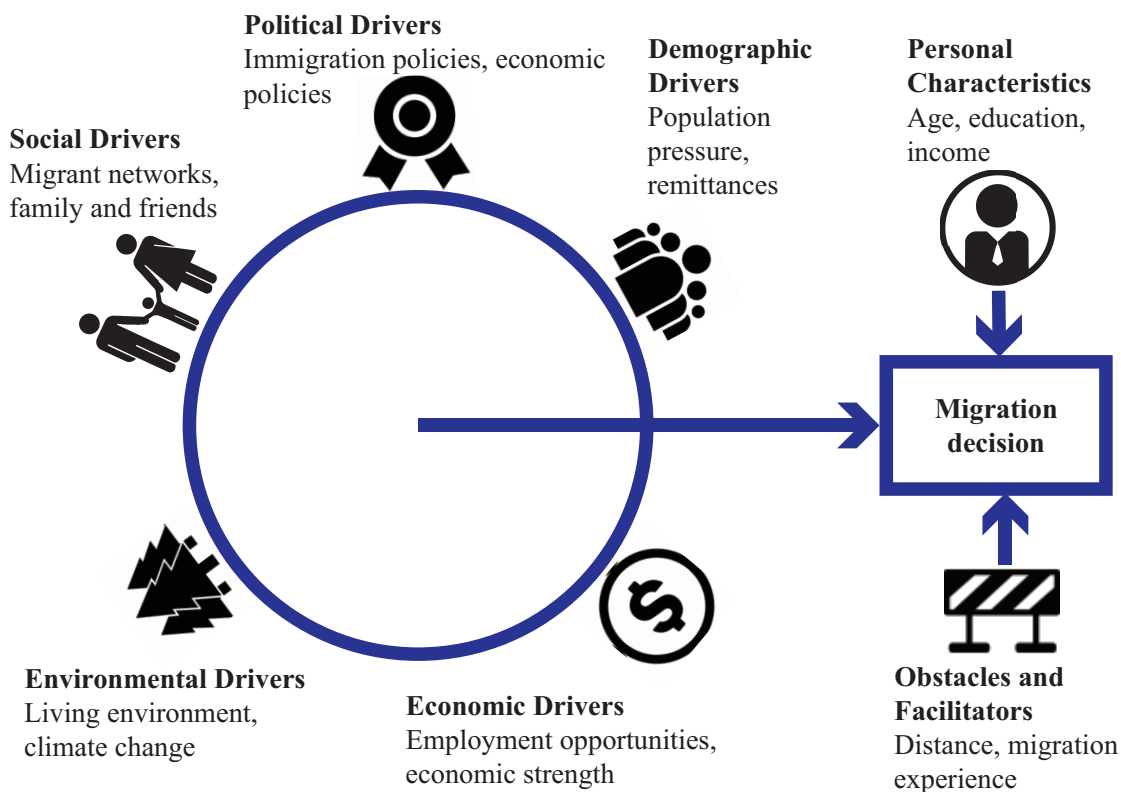 Political Drivers
Immigration policies, economic
policies
Demographic
Drivers
Population
pressure,
remittances
Personal
Characteristics
Age, education,
income
Social Drivers
Migrant networks,
family and friends
Migration
decision
Environmental Drivers
Living environment,
climate change
Economic Drivers
Employment opportunities,
economic strength
$
Obstacles and
Facilitators
Distance, migration
experience